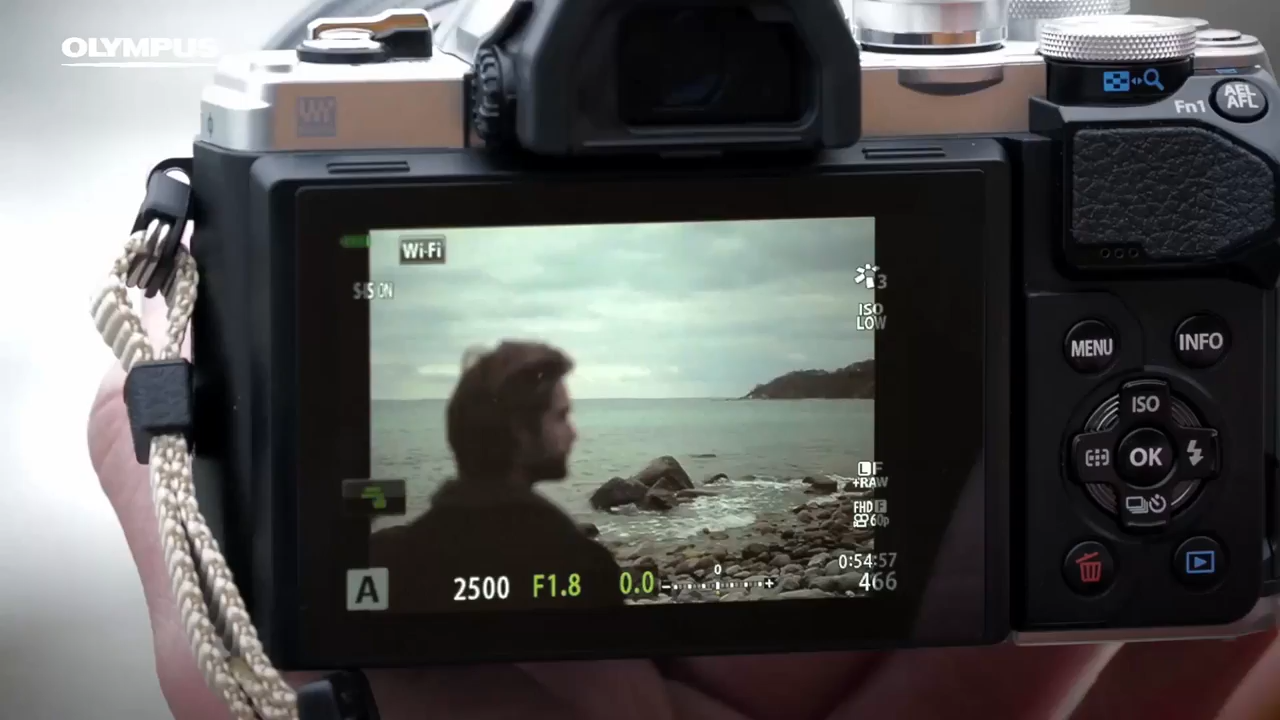 OLYMPUS
Fn1
AEL
AFL
Wi-Fi
S-IS ON
3
ISO
LOW
MENU
INFO
ISO
OK
LF
+RAW
FHD F
60p
0:54:57
A
2500 F1.8 0.0
0
466